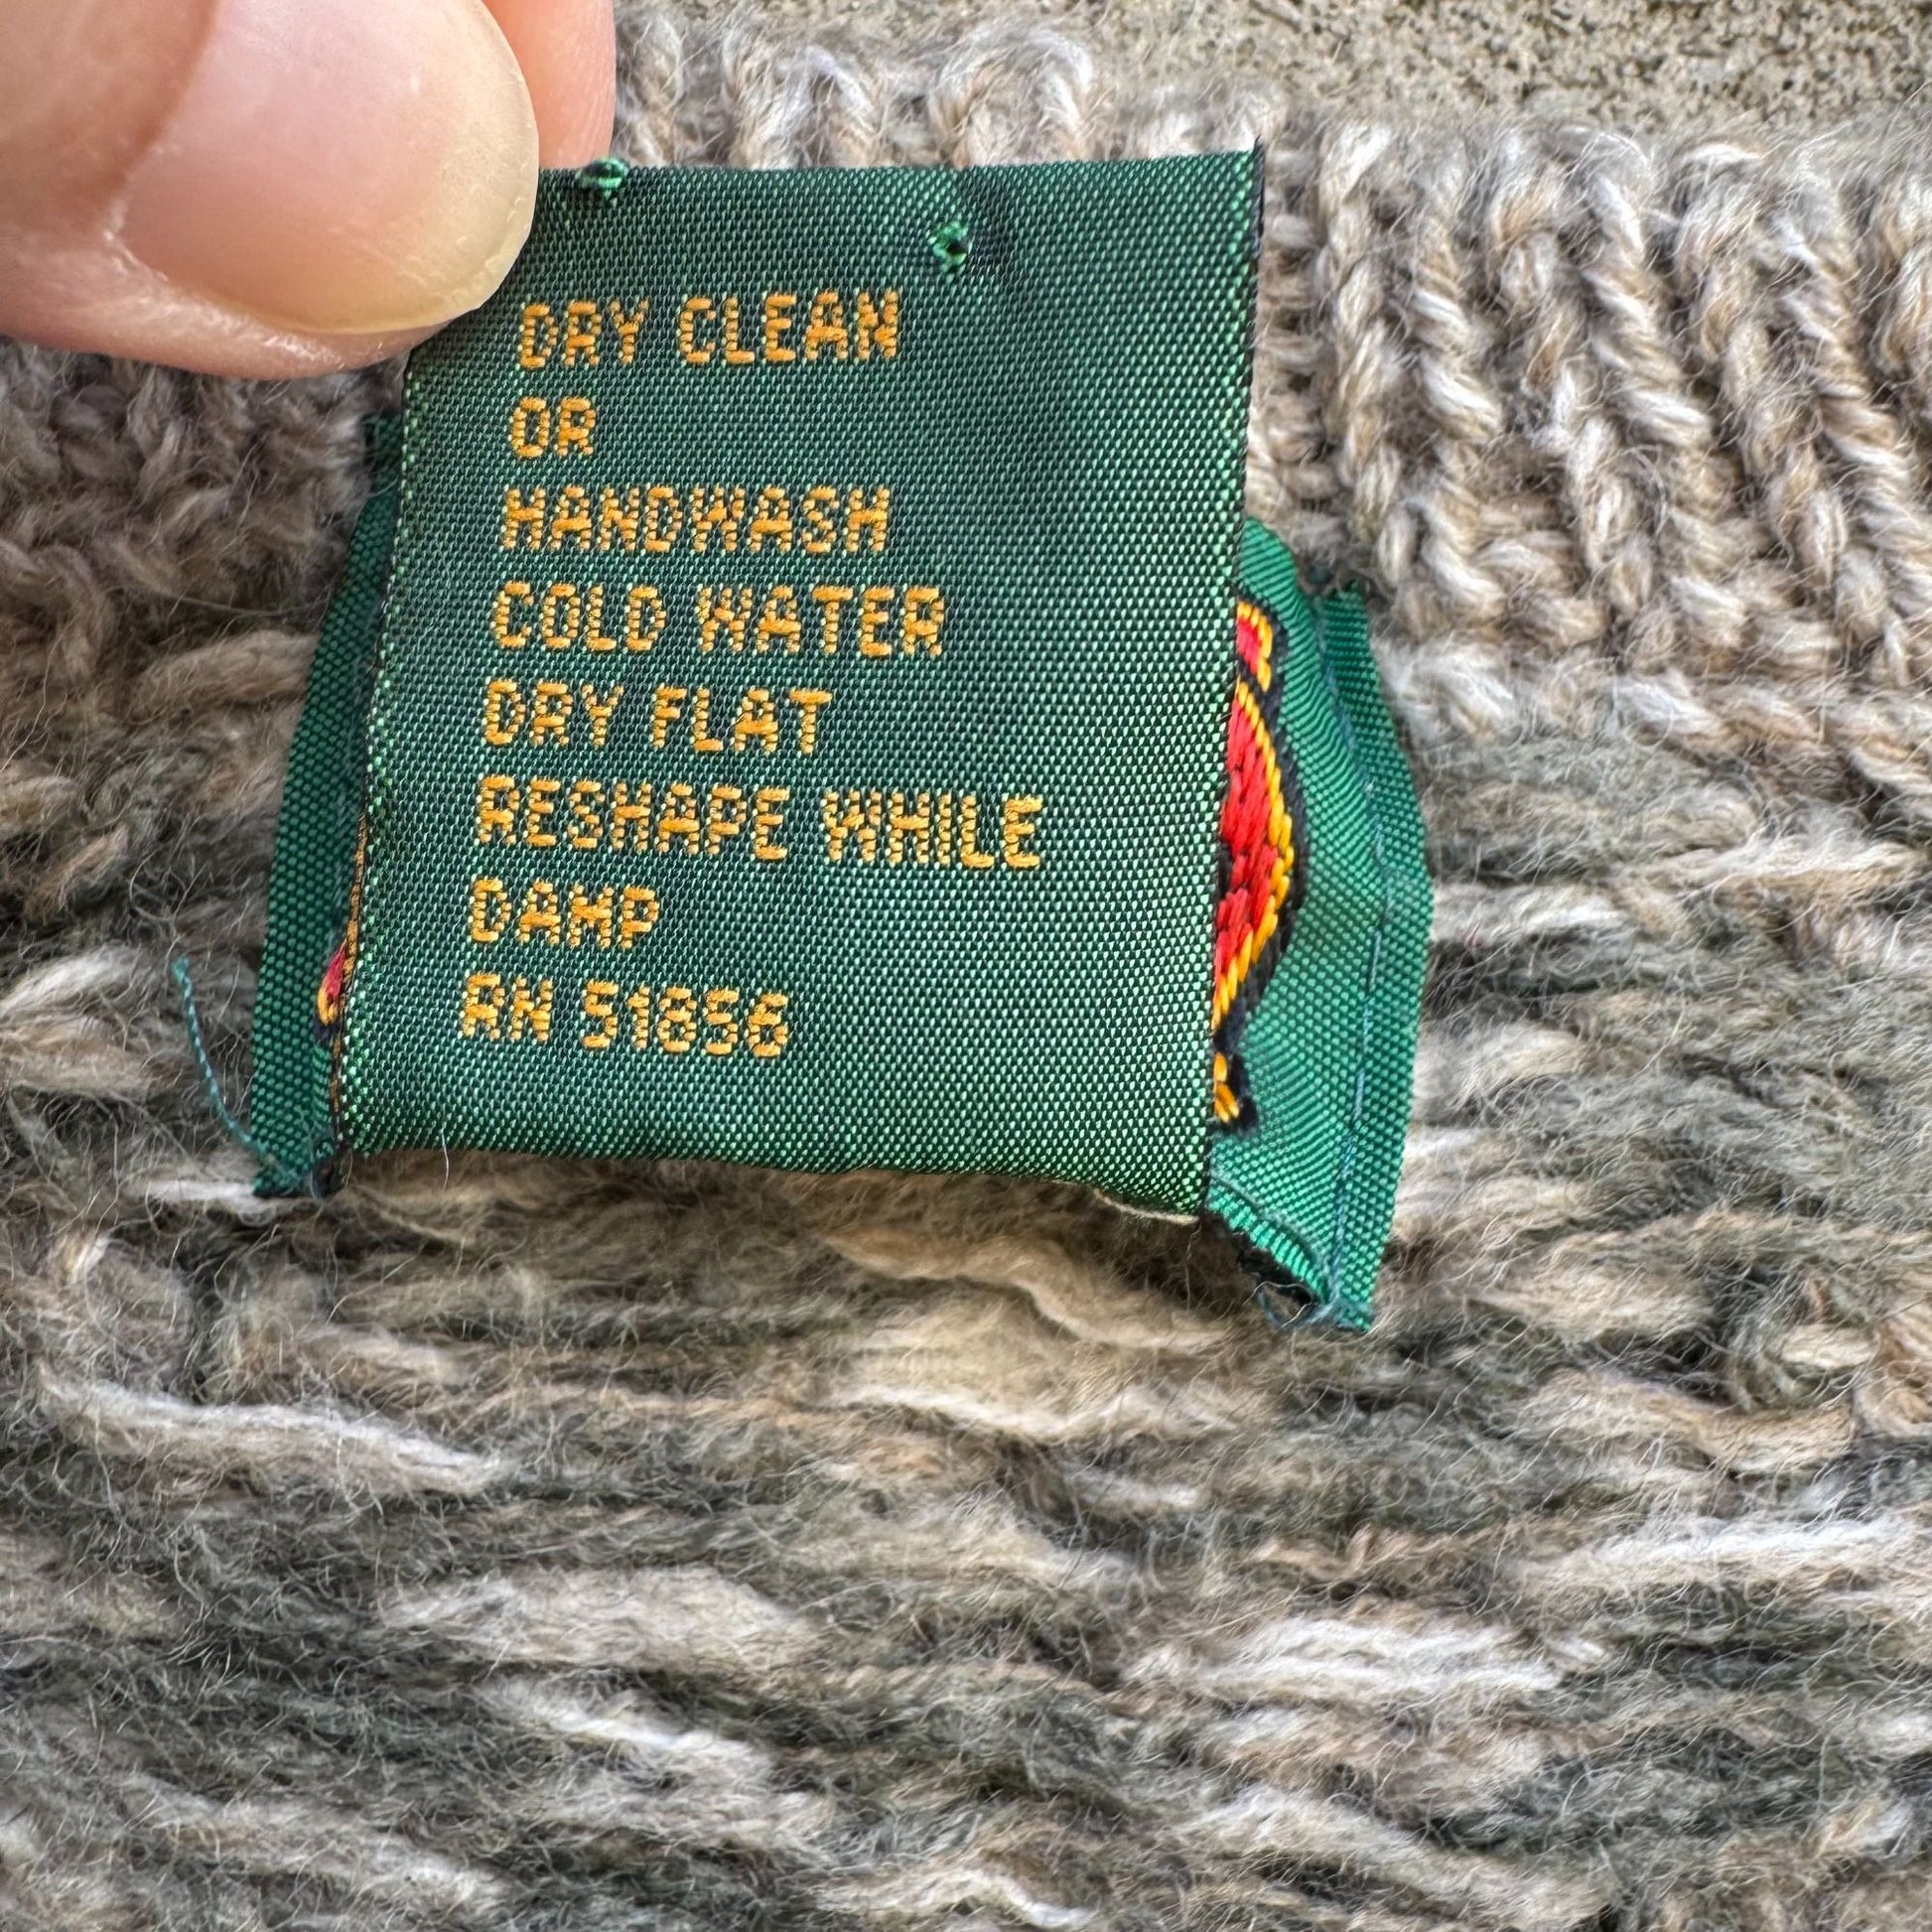 DRY CLEAN
OR
HANDWASH
COLD WATER
DRY FLAT
RESHAPE WHILE
DAMP
RN 51856